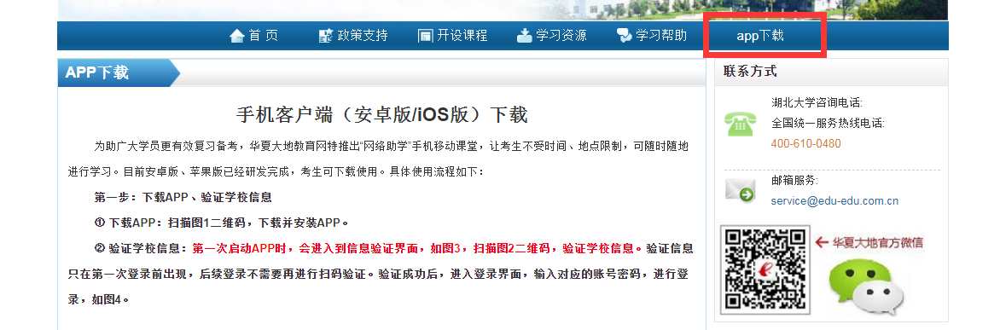 首 页 政策支持 开设课程 学习资源 学习帮助 app下载
APP下载
手机客户端（安卓版/iOS版）下载
为助广大学员更有效复习备考，华夏大地教育网特推出“网络助学”手机移动课堂，让考生不受时间、地点限制，可随时随地
进行学习。目前安卓版、苹果版已经研发完成，考生可下载使用。具体使用流程如下：
第一步：下载APP、验证学校信息
① 下载APP：扫描图1二维码，下载并安装APP。
② 验证学校信息：第一次启动APP时，会进入到信息验证界面，如图3，扫描图2二维码，验证学校信息。验证信息
只在第一次登录前出现，后续登录不需要再进行扫码验证。验证成功后，进入登录界面，输入对应的账号密码，进行登
录，如图4。
联系方式
湖北大学咨询电话:
全国统一服务热线电话:
400-610-0480
邮箱服务:
service@edu-edu.com.cn
华夏大地官方微信